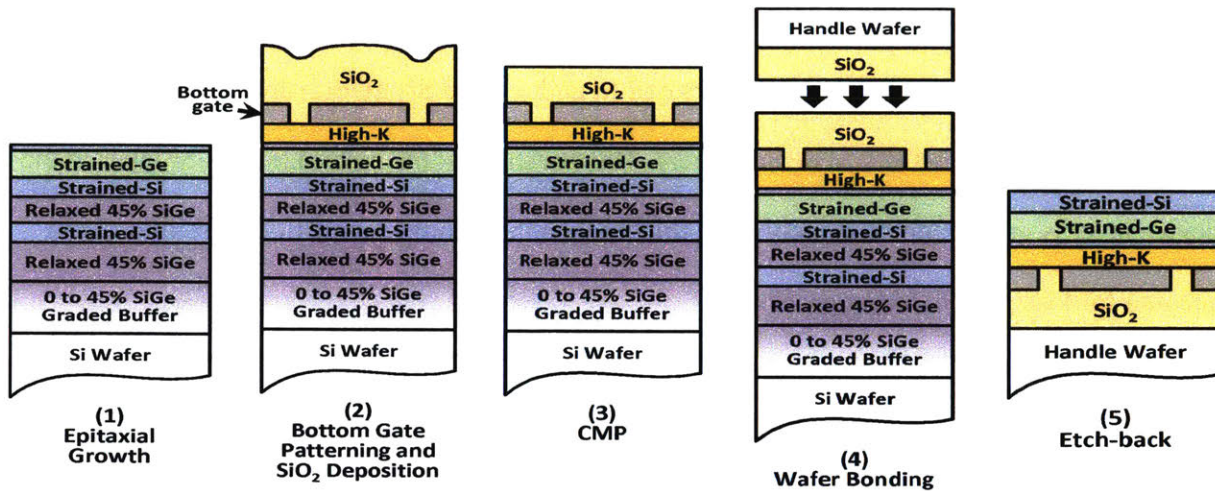 Strained-Ge
Strained-Si
Relaxed 45% SiGe
Strained-Si
Relaxed 45% SiGe
0 to 45% SiGe
Graded Buffer
Si Wafer
(1)
Epitaxial
Growth
Bottom
gate
SiO₂
High-K
Strained-Ge
Strained-Si
Relaxed 45% SiGe
Strained-Si
Relaxed 45% SiGe
0 to 45% SiGe
Graded Buffer
Si Wafer
(2)
Bottom Gate
Patterning and
SiO₂ Deposition
SiO₂
High-K
Strained-Ge
Strained-Si
Relaxed 45% SiGe
Strained-Si
Relaxed 45% SiGe
0 to 45% SiGe
Graded Buffer
Si Wafer
(3)
CMP
Handle Wafer
SiO₂
SiO₂
High-K
Strained-Ge
Strained-Si
Relaxed 45% SiGe
Strained-Si
Relaxed 45% SiGe
0 to 45% SiGe
Graded Buffer
Si Wafer
(4)
Wafer Bonding
Strained-Si
Strained-Ge
High-K
SiO₂
Handle Wafer
(5)
Etch-back